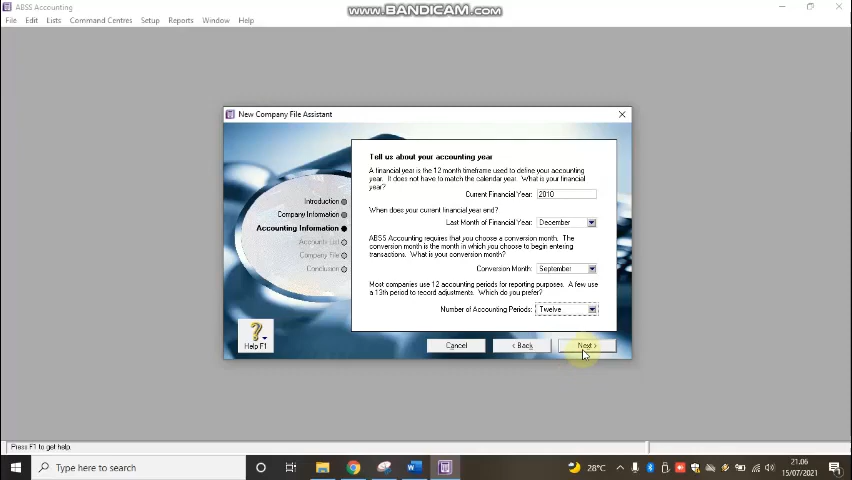 ABSS Accounting
www.BANDICAM.com
File Edit Lists Command Centres Setup Reports Window Help
New Company File Assistant
Tell us about your accounting year
A financial year is the 12 month timeframe used to define your accounting
year. It does not have to match the calendar year. What is your financial
year?
Current Financial Year: 2010
When does your current financial year end?
Last Month of Financial Year: December
ABSS Accounting requires that you choose a conversion month. The
conversion month is the month in which you choose to begin entering
transactions. What is your conversion month?
Conversion Month: September
Most companies use 12 accounting periods for reporting purposes. A few use
a 13th period to record adjustments. Which do you prefer?
Number of Accounting Periods: Twelve
Introduction
Company Information
Accounting Information
Accounts List
Company File
Conclusion
Help F1
Cancel
< Back
Next >
Press F1 to get help.
Type here to search
28°C
21.06
15/07/2021